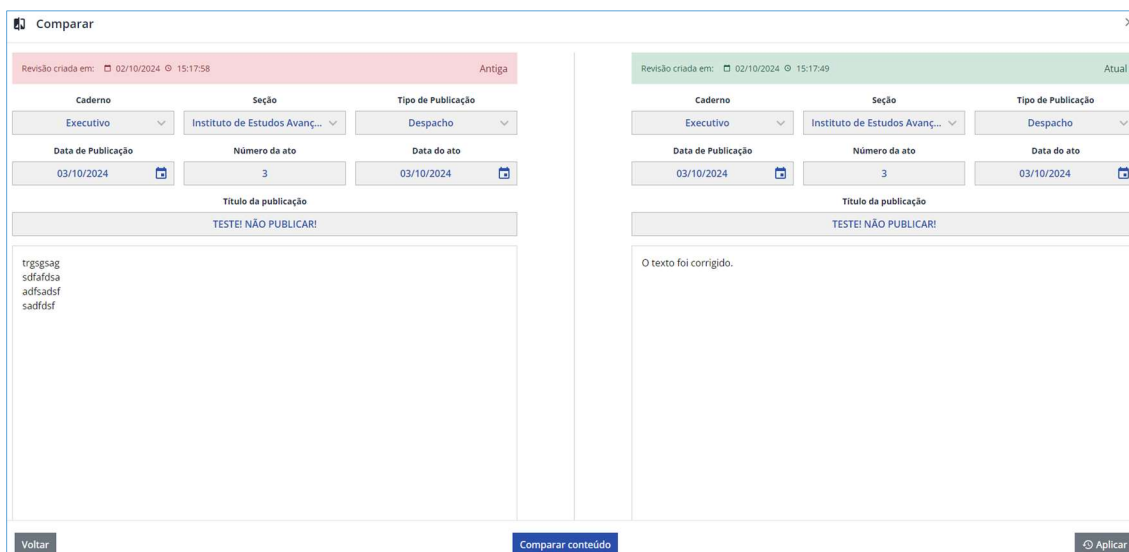 Comparar
Revisão criada em: 02/10/2024 15:17:58 Antiga
Caderno Seção Tipo de Publicação
Executivo Instituto de Estudos Avanç... Despacho
Data de Publicação Número da ato Data do ato
03/10/2024 3 03/10/2024
Título da publicação
TESTE! NÃO PUBLICAR!
trgsgsag
sdfafdsa
adfsadsf
sadfdsf
Revisão criada em: 02/10/2024 15:17:49 Atual
Caderno Seção Tipo de Publicação
Executivo Instituto de Estudos Avanç... Despacho
Data de Publicação Número da ato Data do ato
03/10/2024 3 03/10/2024
Título da publicação
TESTE! NÃO PUBLICAR!
O texto foi corrigido.
Voltar Comparar conteúdo Aplicar